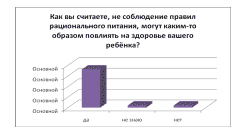 Как вы считаете, не соблюдение правил
рационального питания, могут каким-то
образом повлиять на здоровье вашего
ребёнка?
Основной
Основной
Основной
Основной
Основной
да
не знаю
нет